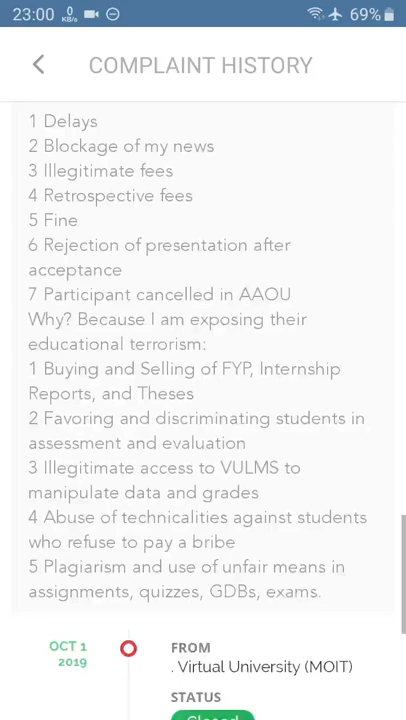 23:00 0 KB/s 69%
COMPLAINT HISTORY
1 Delays
2 Blockage of my news
3 Illegitimate fees
4 Retrospective fees
5 Fine
6 Rejection of presentation after
acceptance
7 Participant cancelled in AAOU
Why? Because I am exposing their
educational terrorism:
1 Buying and Selling of FYP, Internship
Reports, and Theses
2 Favoring and discriminating students in
assessment and evaluation
3 Illegitimate access to VULMS to
manipulate data and grades
4 Abuse of technicalities against students
who refuse to pay a bribe
5 Plagiarism and use of unfair means in
assignments, quizzes, GDBs, exams.
OCT 1
2019
FROM
. Virtual University (MOIT)
STATUS
Closed